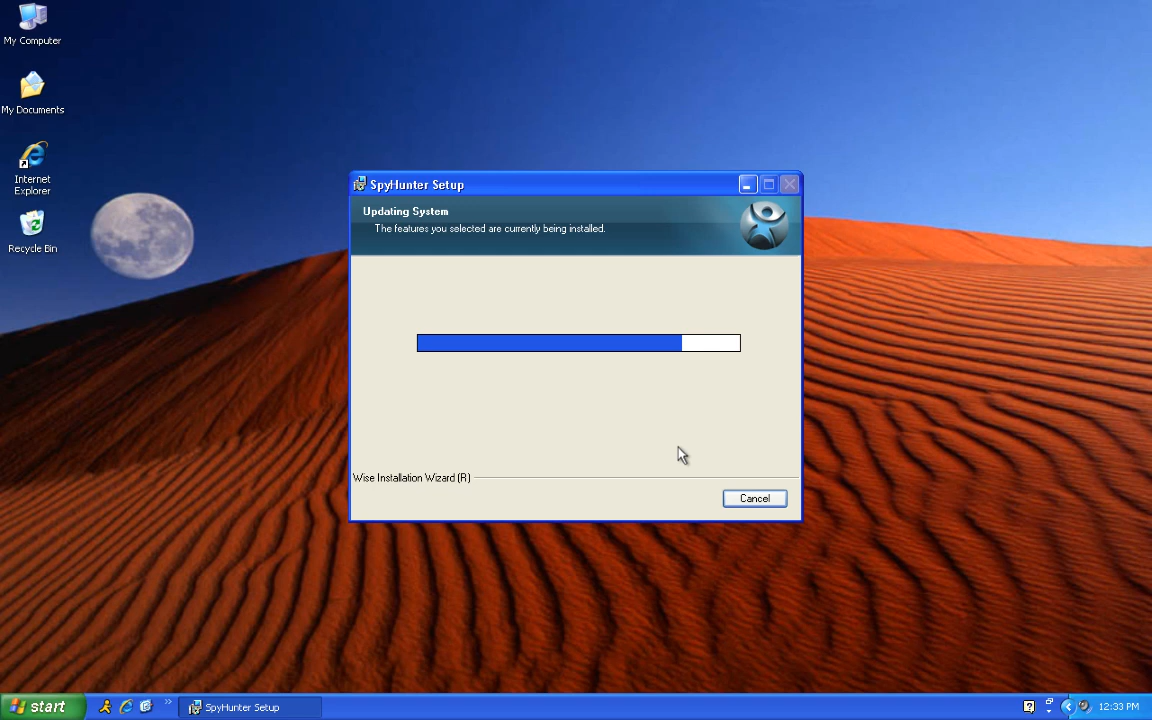 My Computer
My Documents
Internet
Explorer
Recycle Bin
SpyHunter Setup
Updating System
The features you selected are currently being installed.
Wise Installation Wizard (R)
Cancel
start
»
SpyHunter Setup
12:33 PM